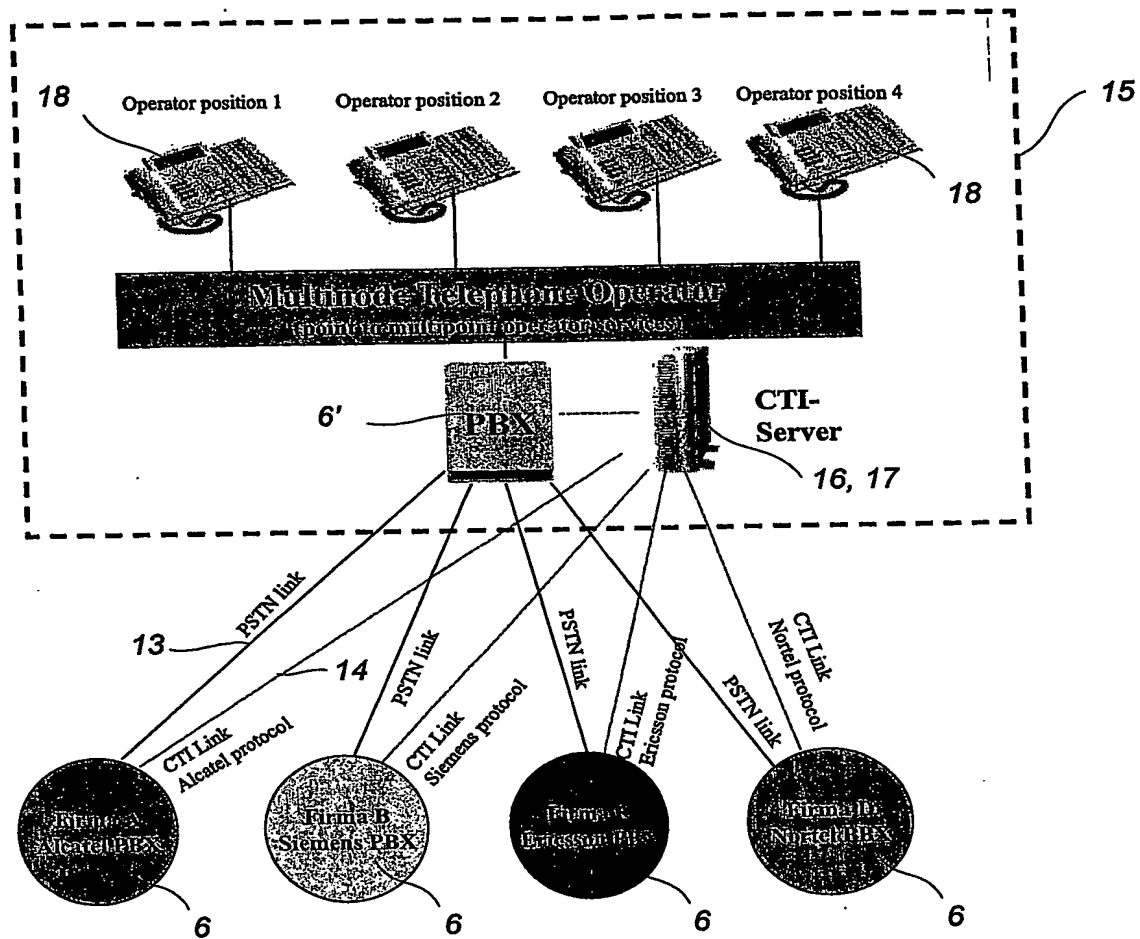 Operator position 1
Operator position 2
Operator position 3
Operator position 4
18
15
18
Multinode Telephone Operator
(point to multipoint operator services)
6'
PBX
CTI-
Server
16, 17
13
PSTN link
14
PSTN link
PSTN link
PSTN link
CTI Link
Alcatel protocol
CTI Link
Siemens protocol
CTI Link
Ericsson protocol
CTI Link
Nortel protocol
Firma A
Alcatel PBX
Firma B
Siemens PBX
Firma
Ericsson
Firma D
Nortel PBX
6
6
6
6